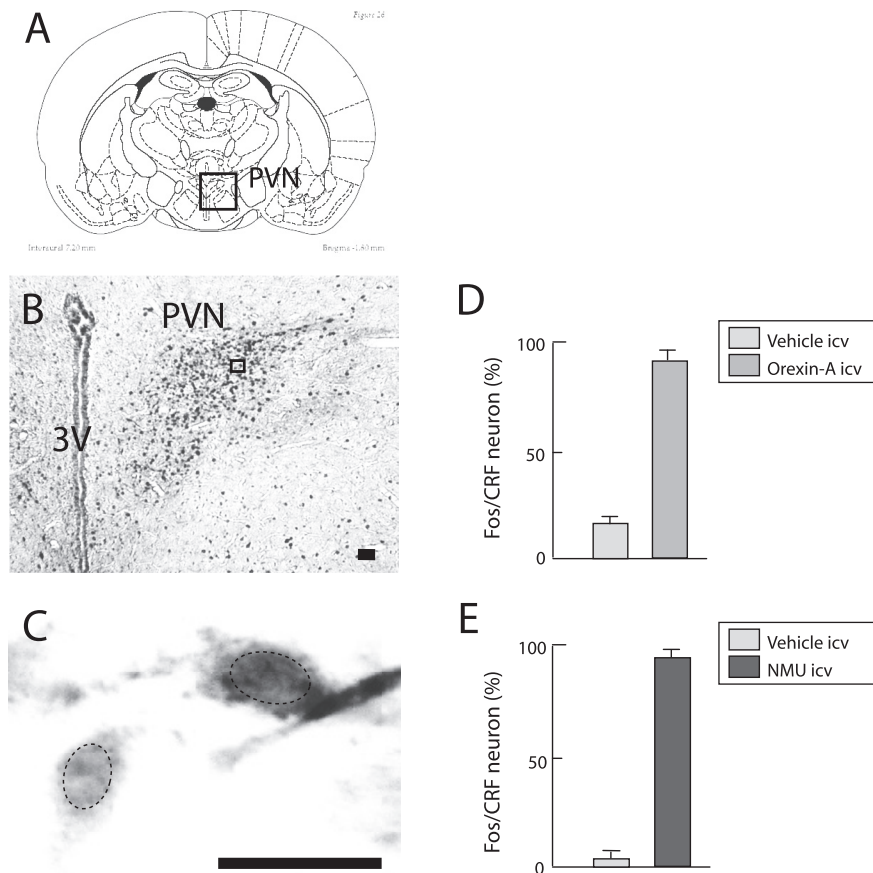 A
Figure 26
PVN
Interaural 7.20 mm
Bregma -1.80 mm
B
PVN
3V
C
D
100
50
0
Fos/CRF neuron (%)
Vehicle icv
Orexin-A icv
E
100
50
0
Fos/CRF neuron (%)
Vehicle icv
NMU icv